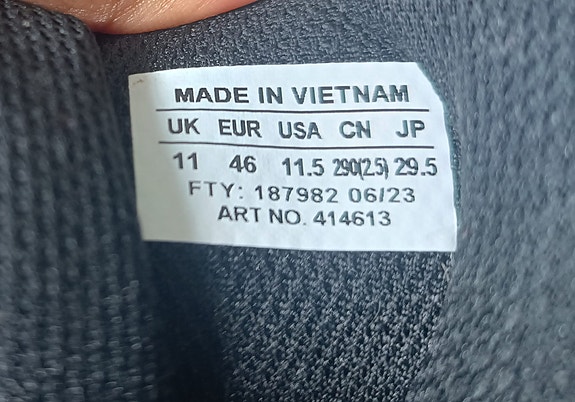 MADE IN VIETNAM
UK EUR USA CN JP
11 46 11.5 290(2.5) 29.5
FTY: 187982 06/23
ART NO. 414613